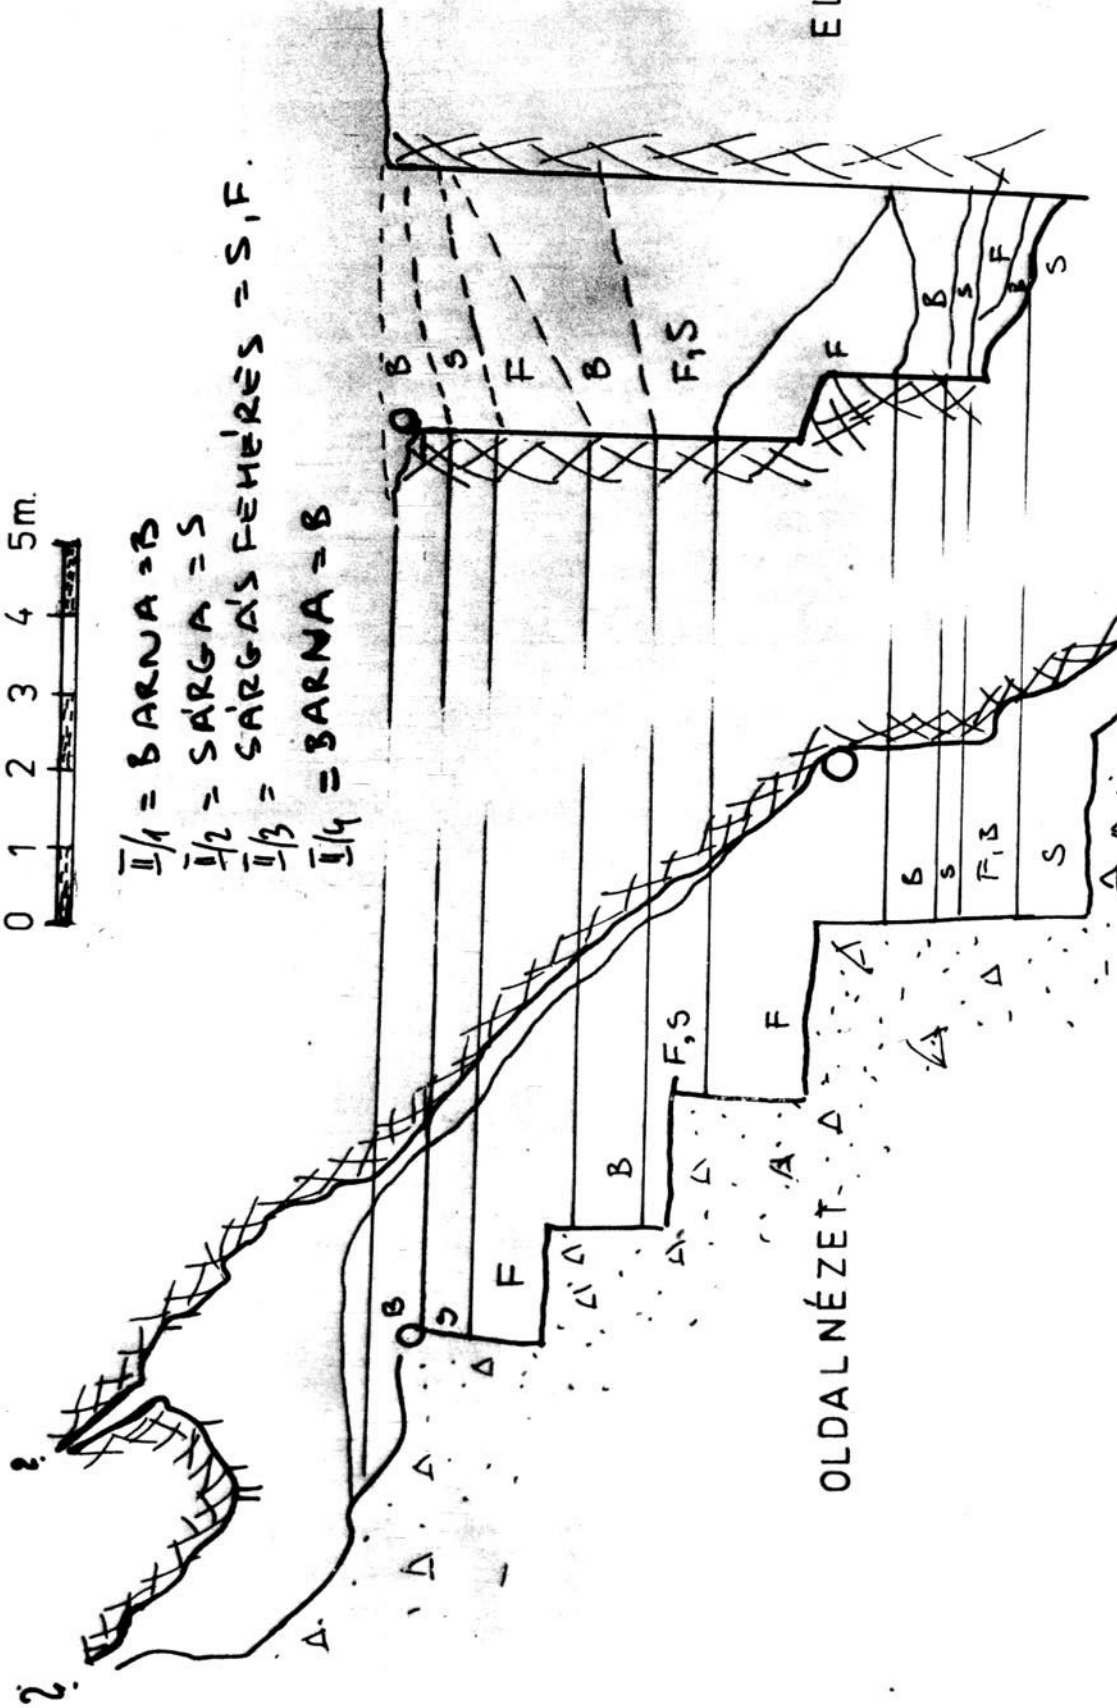 0 1 2 3 4 5m.
II/1 = BARNA = B
II/2 = SÁRGA = S
II/3 = SÁRGÁS FEHÉRES = S, F.
II/4 = BARNA = B
?
?
B
S
F
B
F,S
F
B
S
F,B
S
B
S
F
B
F,S
F
B
S
F
B
S
OLDALNÉZET